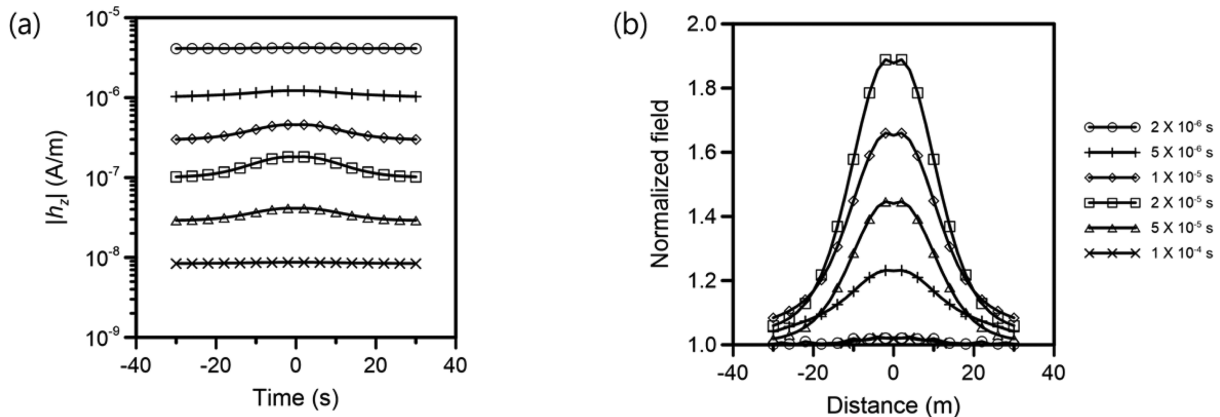 (a)
10⁻⁵
10⁻⁶
10⁻⁷
10⁻⁸
10⁻⁹
|hz| (A/m)
-40 -20 0 20 40
Time (s)
(b)
2.0
1.8
1.6
1.4
1.2
1.0
Normalized field
-40 -20 0 20 40
Distance (m)
2 X 10⁻⁶ s
5 X 10⁻⁶ s
1 X 10⁻⁵ s
2 X 10⁻⁵ s
5 X 10⁻⁵ s
1 X 10⁻⁴ s